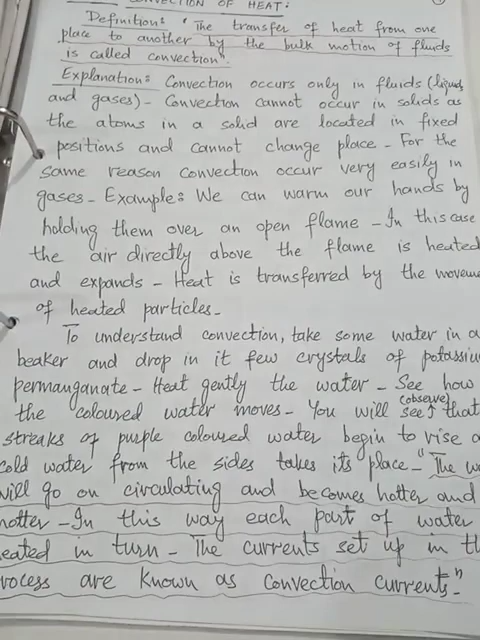 CONVECTION OF HEAT:
Definition: "The transfer of heat from one
place to another by the bulk motion of fluids
is called convection".
Explanation: Convection occurs only in fluids (liquids
and gases)- Convection cannot occur in solids as
the atoms in a solid are located in fixed
positions and cannot change place - For the
same reason convection occur very easily in
gases - Example: We can warm our hands by
holding them over an open flame - In this case
the air directly above the flame is heated
and expands - Heat is transferred by the moveme
of heated particles -
To understand convection, take some water in a
beaker and drop in it few crystals of potassiu
permanganate - Heat gently the water - See how
the coloured water moves - You will see (observe) that
streaks of purple coloured water begin to rise a
cold water from the sides takes its place - "The w
will go on circulating and becomes hotter and
hotter - In this way each part of water
heated in turn - The currents set up in th
rocess are known as convection currents."